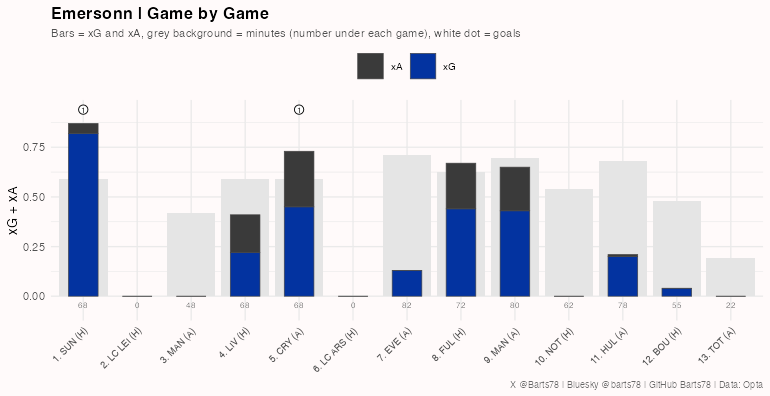 Emersonn | Game by Game
Bars = xG and xA, grey background = minutes (number under each game), white dot = goals
xA xG
1 1
xG + xA
0.75
0.50
0.25
0.00
68 0 48 68 68 0 82 72 80 62 78 55 22
1. SUN (H)
2. LC LEI (H)
3. MAN (A)
4. LIV (H)
5. CRY (A)
6. LC ARS (H)
7. EVE (A)
8. FUL (H)
9. MAN (A)
10. NOT (H)
11. HUL (A)
12. BOU (H)
13. TOT (A)
X @Barts78 | Bluesky @barts78 | GitHub Barts78 | Data: Opta